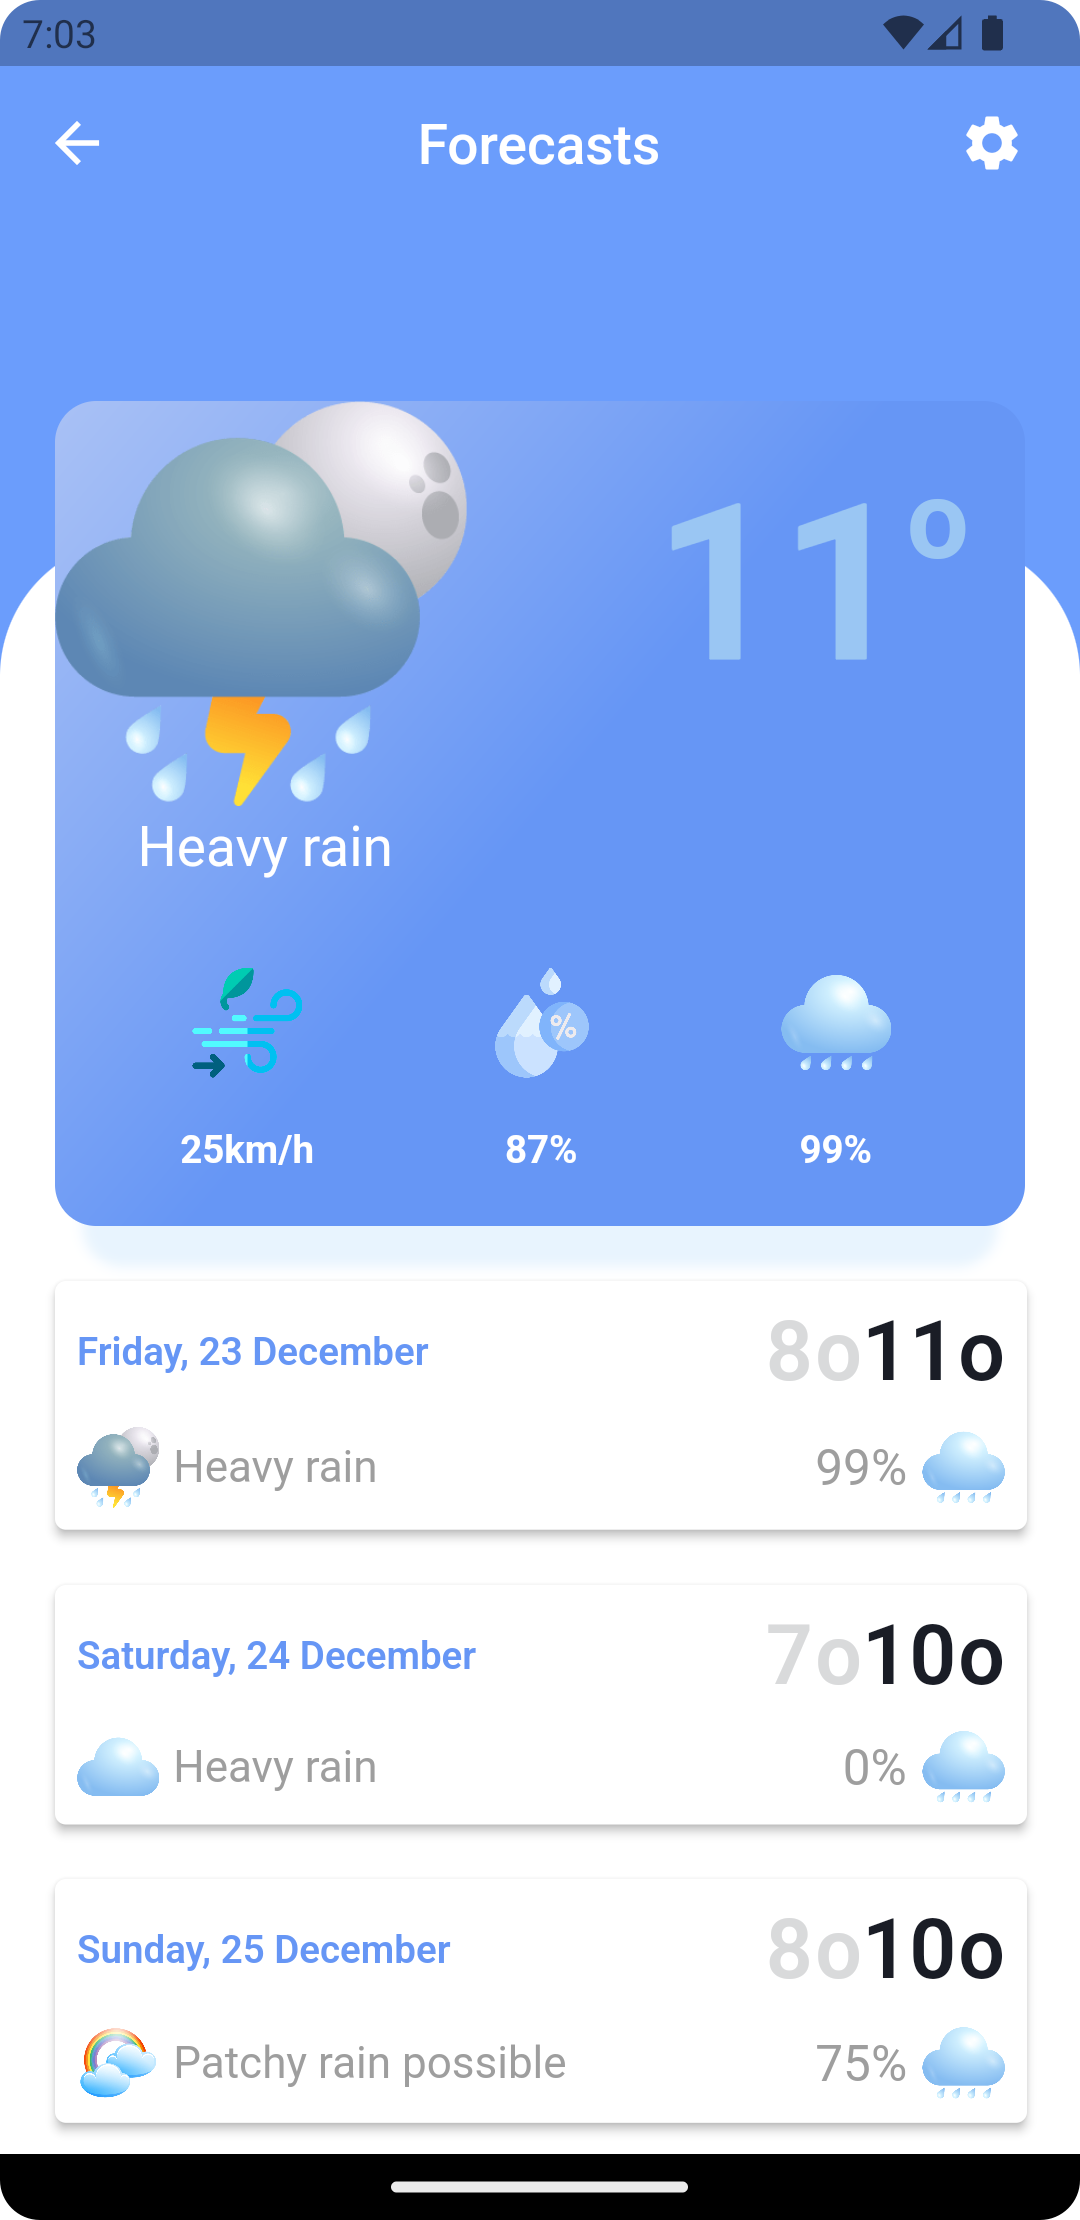 7:03
Forecasts
11°
Heavy rain
%
25km/h 87% 99%
Friday, 23 December 8o11o
Heavy rain 99%
Saturday, 24 December 7o10o
Heavy rain 0%
Sunday, 25 December 8o10o
Patchy rain possible 75%